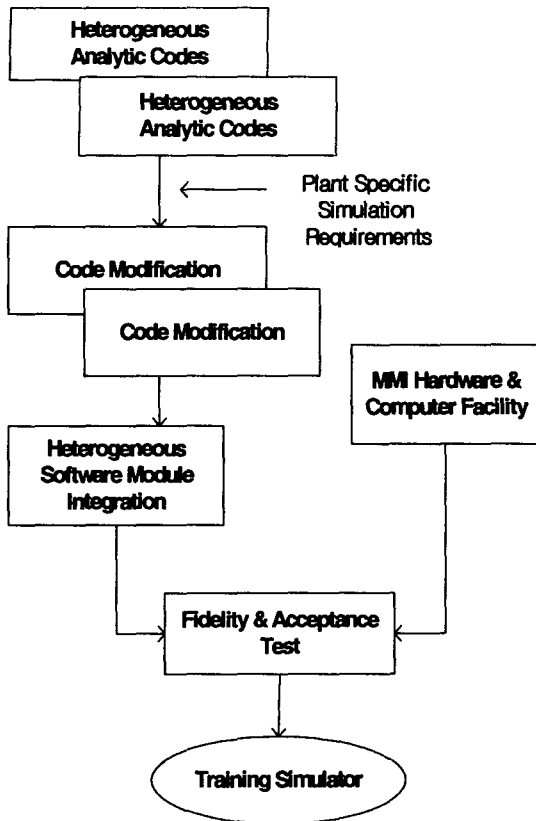 Heterogeneous
Analytic Codes
Heterogeneous
Analytic Codes
Plant Specific
Simulation
Requirements
Code Modification
Code Modification
MMI Hardware &
Computer Facility
Heterogeneous
Software Module
Integration
Fidelity & Acceptance
Test
Training Simulator